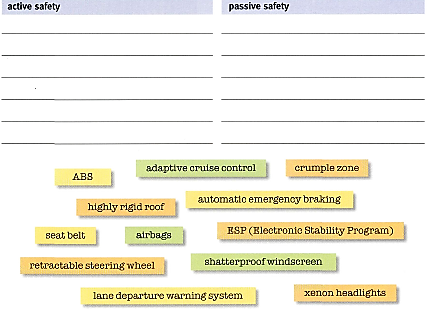 active safety
passive safety
adaptive cruise control
crumple zone
ABS
automatic emergency braking
highly rigid roof
ESP (Electronic Stability Program)
seat belt
airbags
retractable steering wheel
shatterproof windscreen
lane departure warning system
xenon headlights